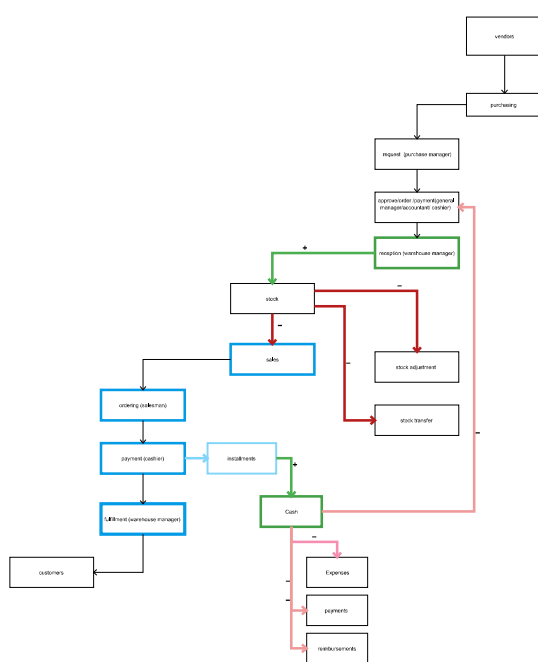 vendors
purchasing
request (purchase manager)
approve/order /payment(general
manager/accountant/ cashier)
reception (warehouse manager)
+
stock
–
–
–
sales
stock adjustment
ordering (salesman)
stock transfer
–
payment (cashier)
installments
+
Cash
fulfillment (warehouse manager)
–
customers
Expenses
–
–
payments
reimbursements